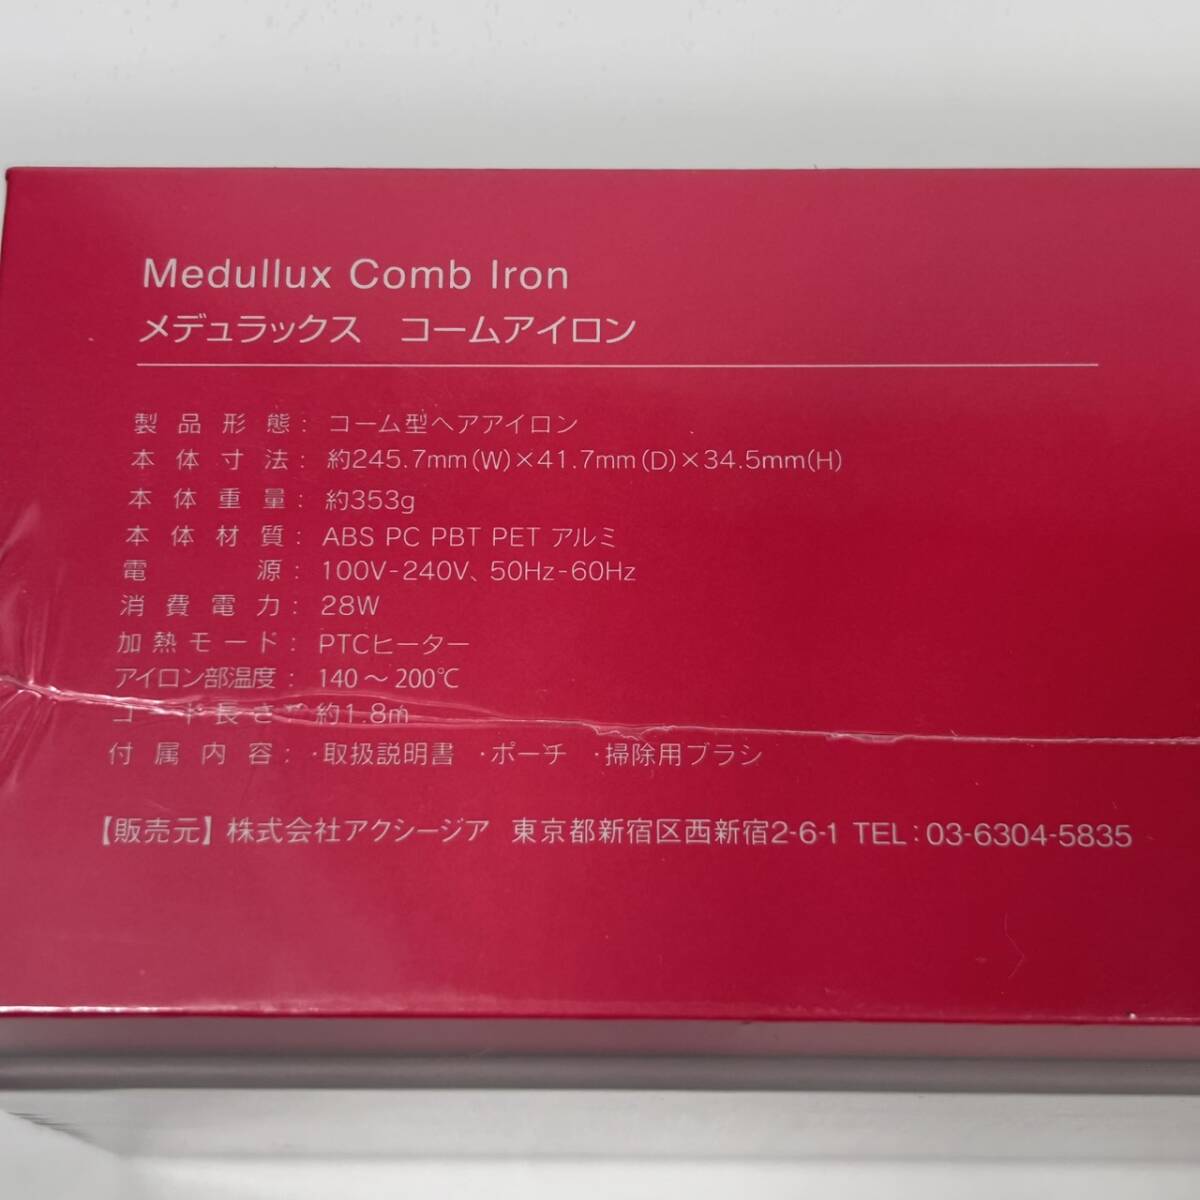 Medullux Comb Iron
メデュラックス　コームアイロン
製品形態： コーム型ヘアアイロン
本体寸法： 約245.7mm(W)×41.7mm(D)×34.5mm(H)
本体重量： 約353g
本体材質： ABS PC PBT PET アルミ
電源： 100V-240V、50Hz-60Hz
消費電力： 28W
加熱モード： PTCヒーター
アイロン部温度： 140～200℃
コード長さ： 約1.8m
付属内容： ・取扱説明書 ・ポーチ ・掃除用ブラシ
【販売元】株式会社アクシージア 東京都新宿区西新宿2-6-1 TEL：03-6304-5835